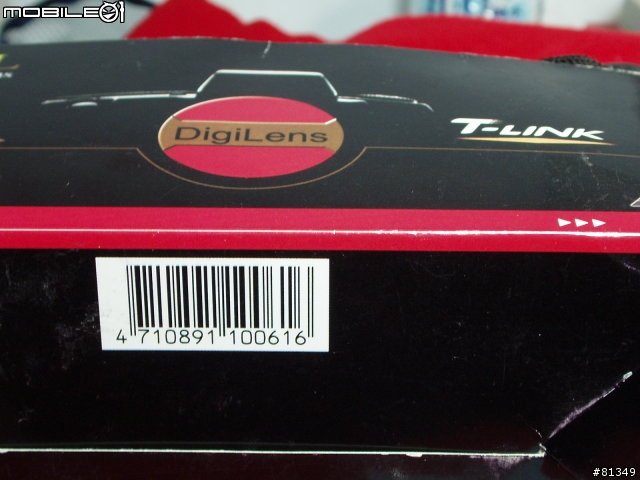 MOBILE01
DigiLens
T-LINK
4 710891 100616
#81349